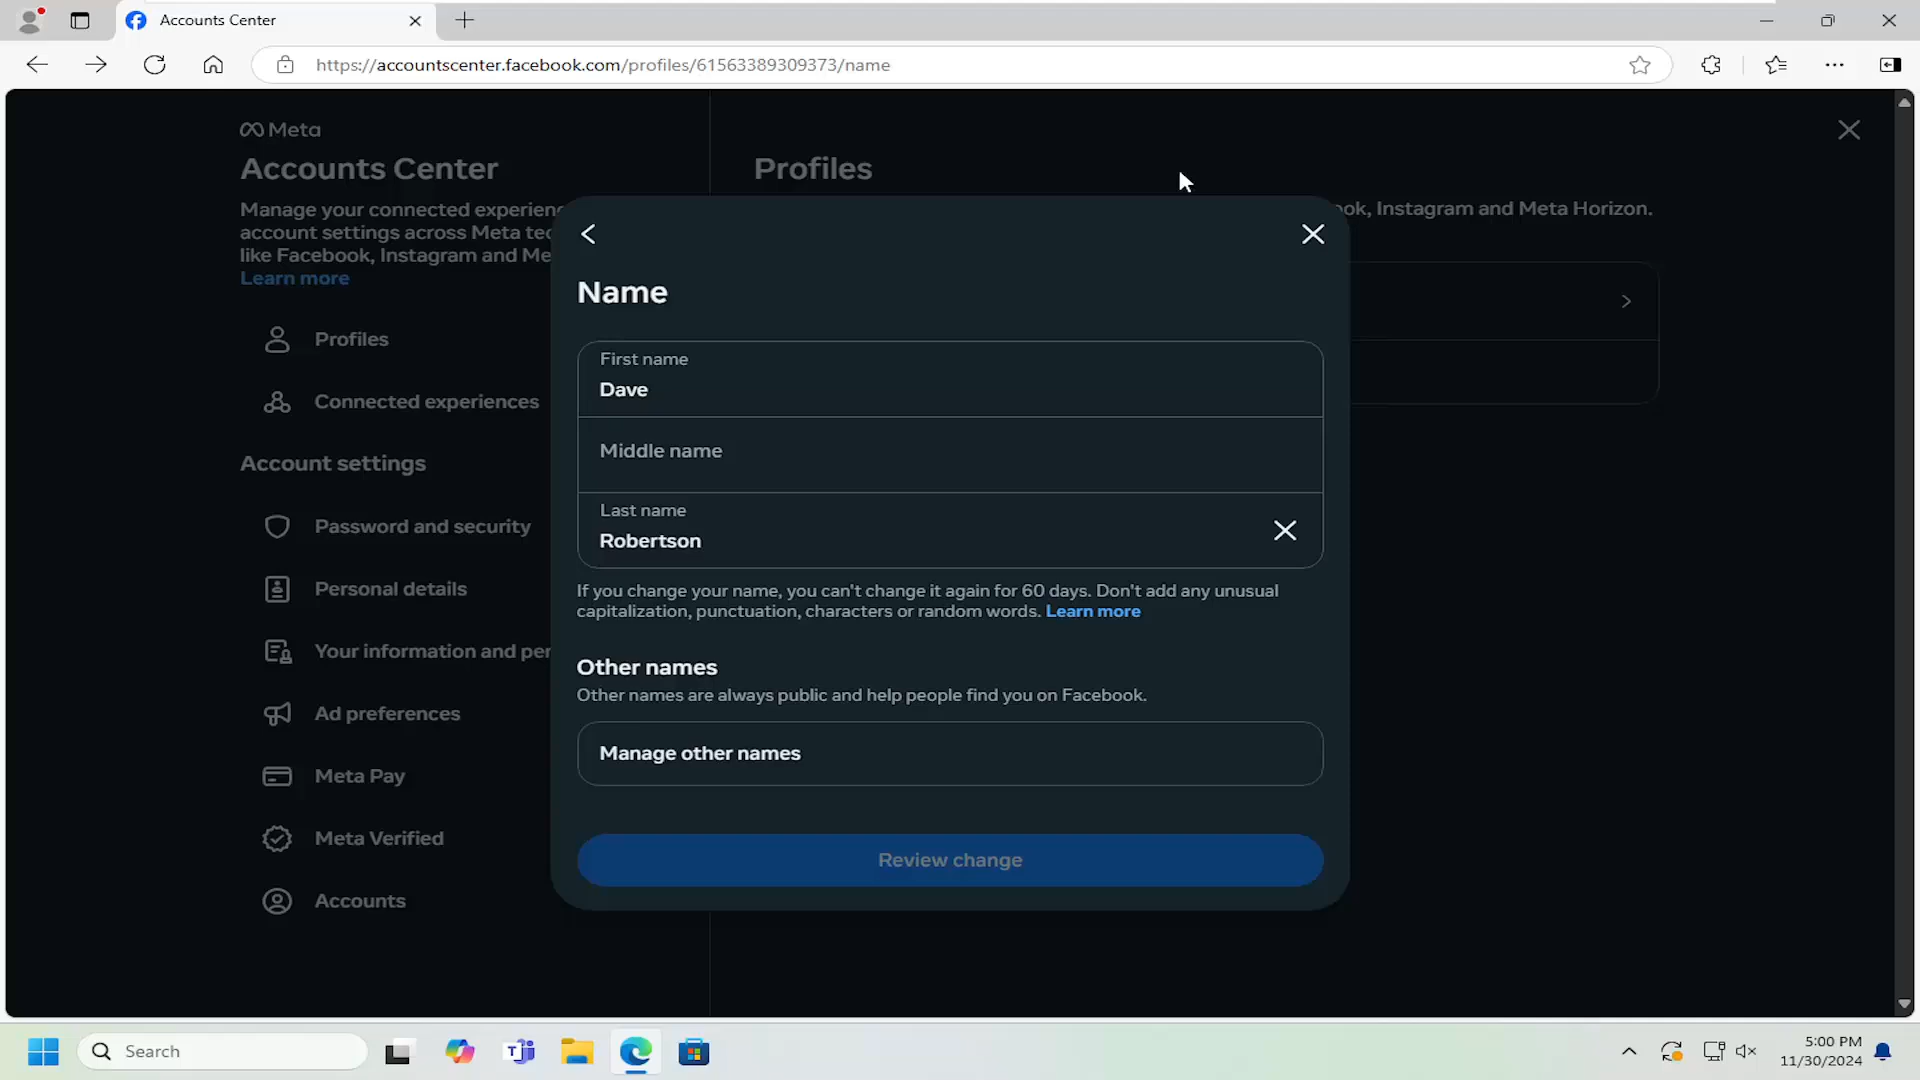 Accounts Center
https://accountscenter.facebook.com/profiles/61563389309373/name
Meta
Accounts Center
Manage your connected experien
account settings across Meta tec
like Facebook, Instagram and Me
Learn more
Profiles
Connected experiences
Account settings
Password and security
Personal details
Your information and per
Ad preferences
Meta Pay
Meta Verified
Accounts
Profiles
ok, Instagram and Meta Horizon.
Name
First name
Dave
Middle name
Last name
Robertson
If you change your name, you can't change it again for 60 days. Don't add any unusual
capitalization, punctuation, characters or random words. Learn more
Other names
Other names are always public and help people find you on Facebook.
Manage other names
Review change
Search
5:00 PM
11/30/2024